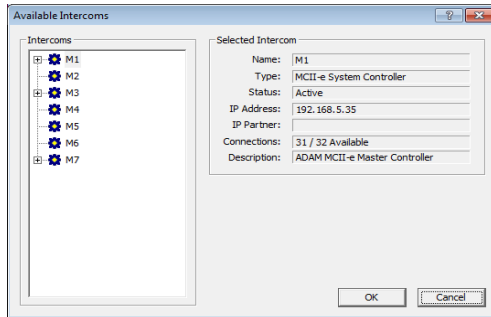 Available Intercoms
Intercoms
M1
M2
M3
M4
M5
M6
M7
Selected Intercom
Name: M1
Type: MCII-e System Controller
Status: Active
IP Address: 192.168.5.35
IP Partner:
Connections: 31 / 32 Available
Description: ADAM MCII-e Master Controller
OK Cancel